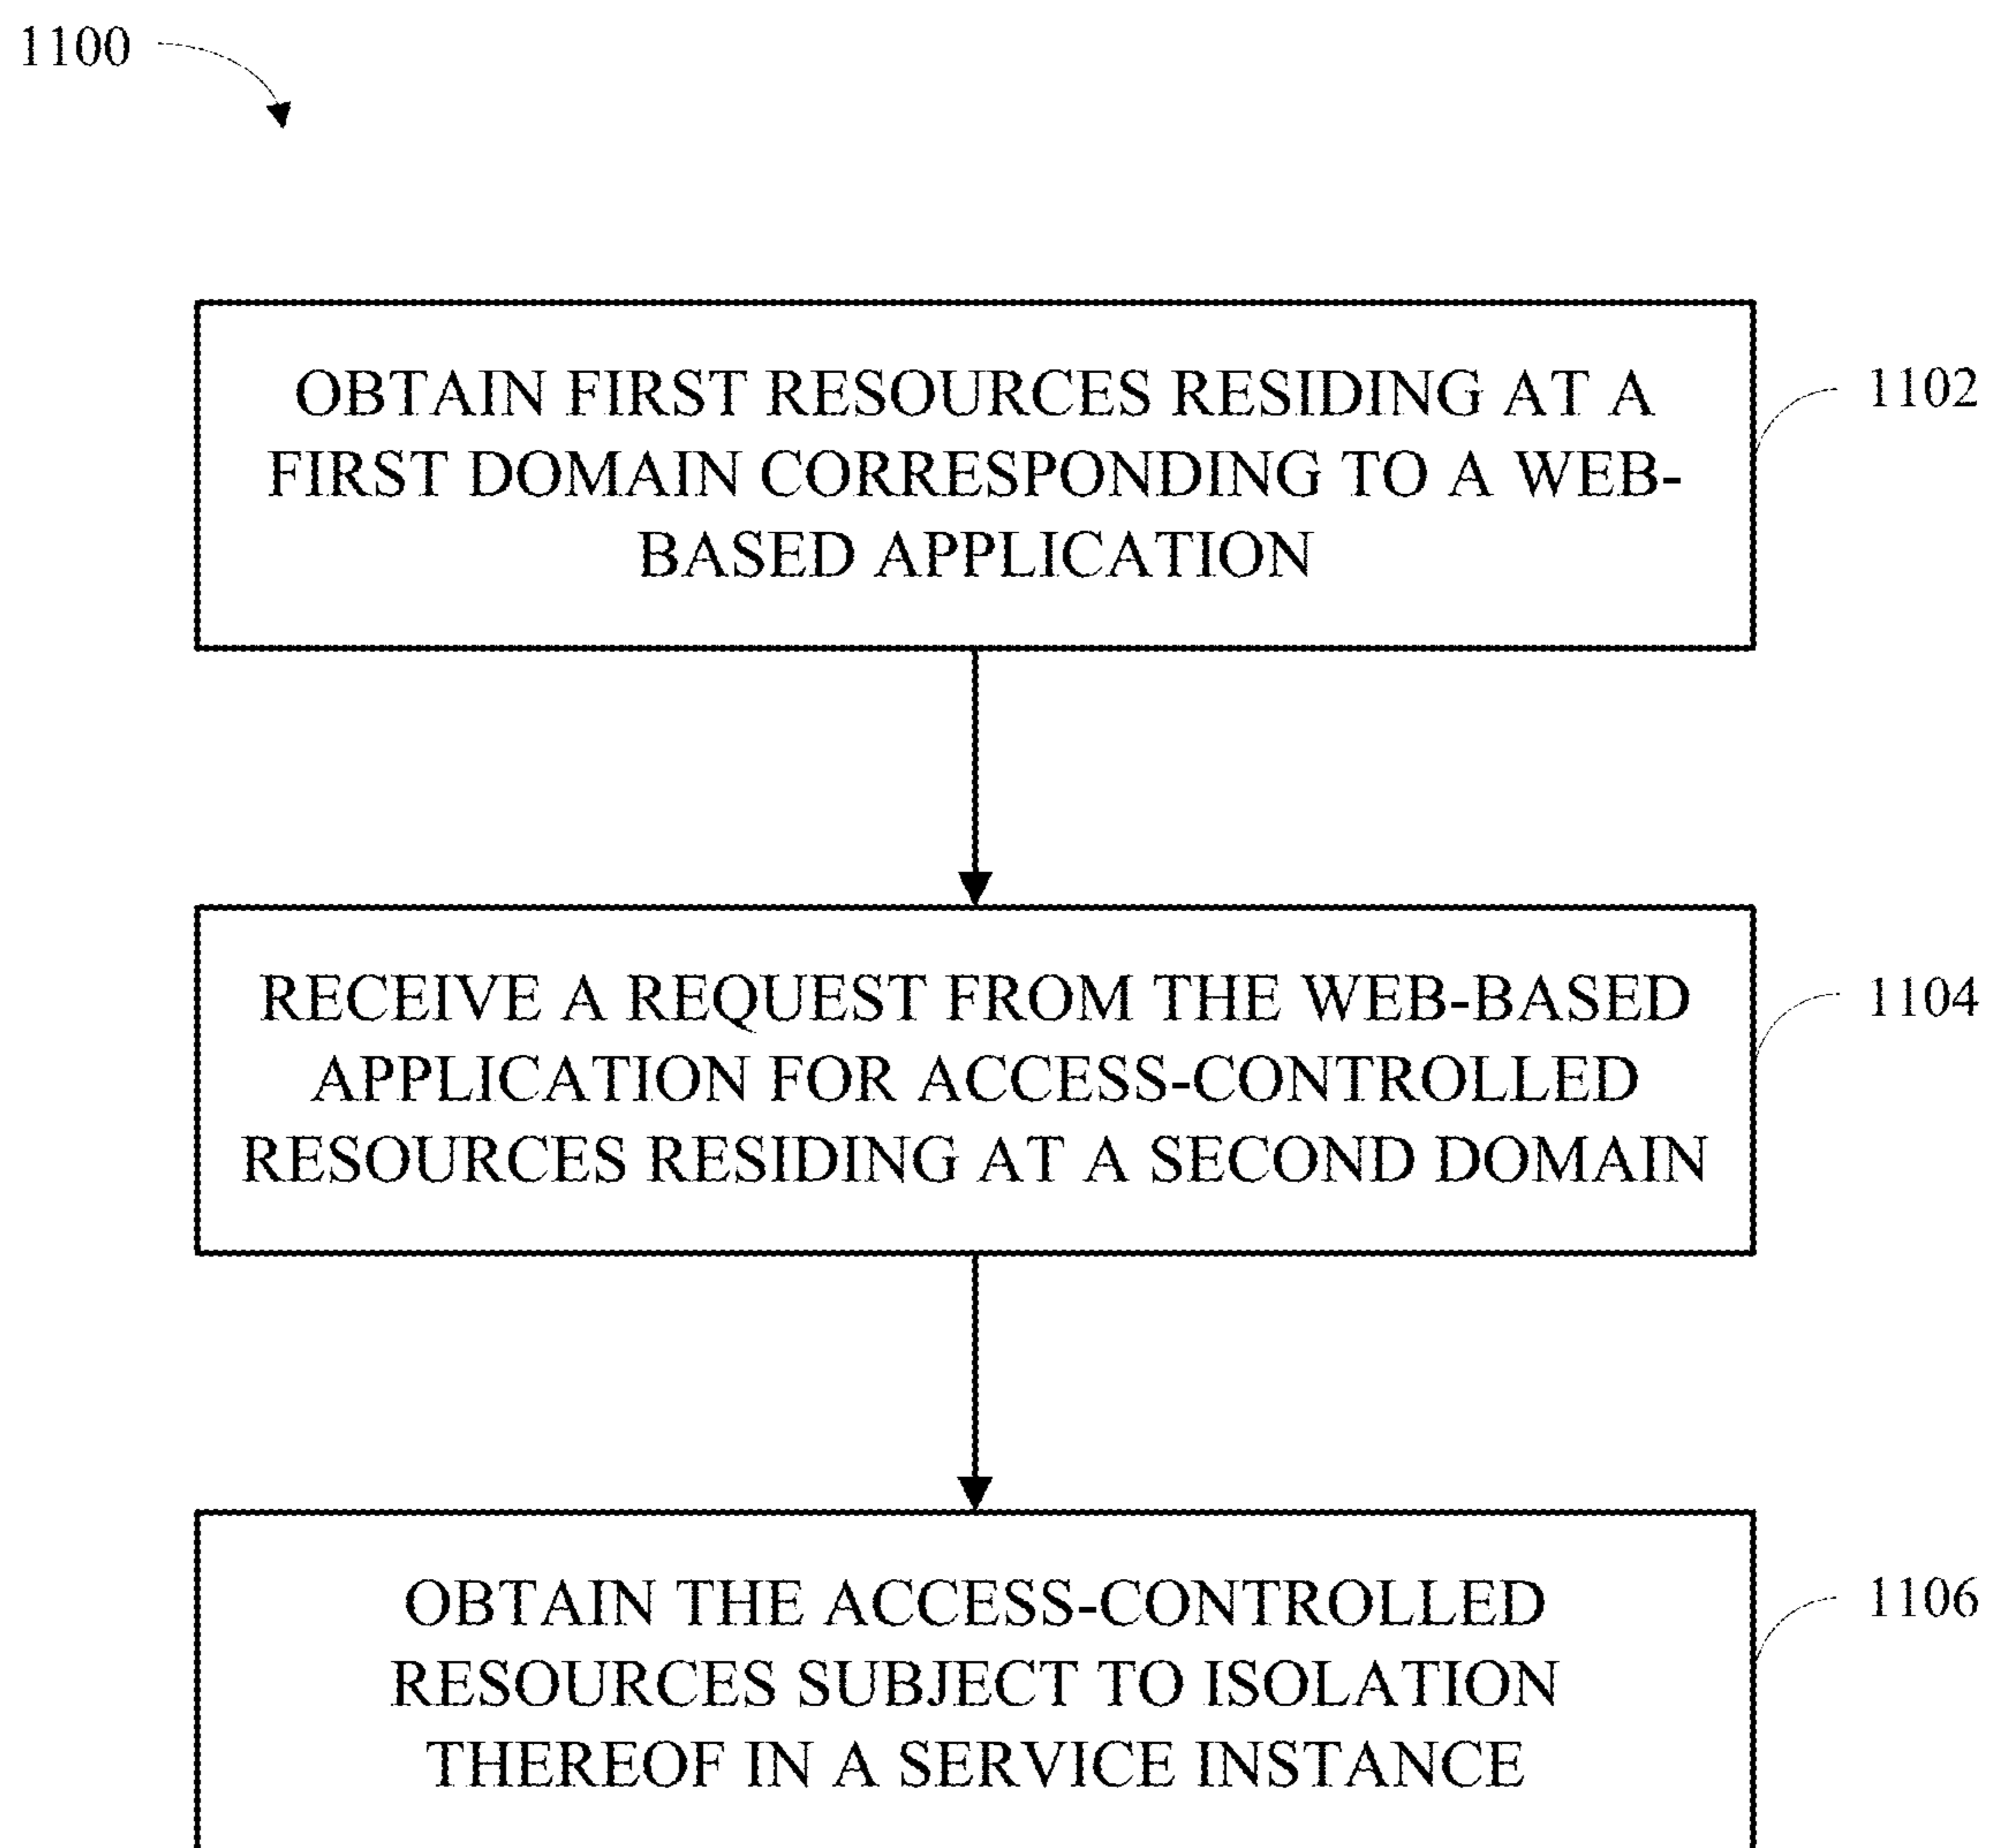 1100
OBTAIN FIRST RESOURCES RESIDING AT A
FIRST DOMAIN CORRESPONDING TO A WEB-
BASED APPLICATION
1102
RECEIVE A REQUEST FROM THE WEB-BASED
APPLICATION FOR ACCESS-CONTROLLED
RESOURCES RESIDING AT A SECOND DOMAIN
1104
OBTAIN THE ACCESS-CONTROLLED
RESOURCES SUBJECT TO ISOLATION
THEREOF IN A SERVICE INSTANCE
1106